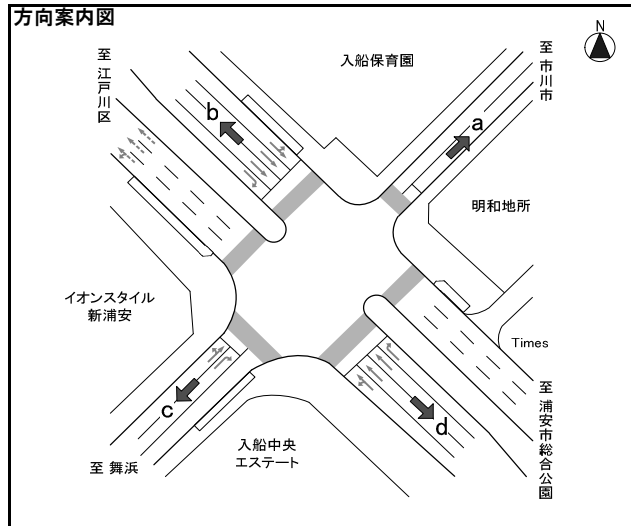 方向案内図
N
至 江戸川区
入船保育園
至 市川市
b
a
明和地所
イオンスタイル
新浦安
Times
c
d
至 浦安市総合公園
至 舞浜
入船中央
エステート